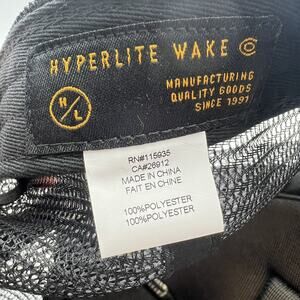 HYPERLITE WAKE ©
H/L
MANUFACTURING
QUALITY GOODS
SINCE 1991
RN#115935
CA#26912
MADE IN CHINA
FAIT EN CHINE
100%POLYESTER
100%POLYESTER